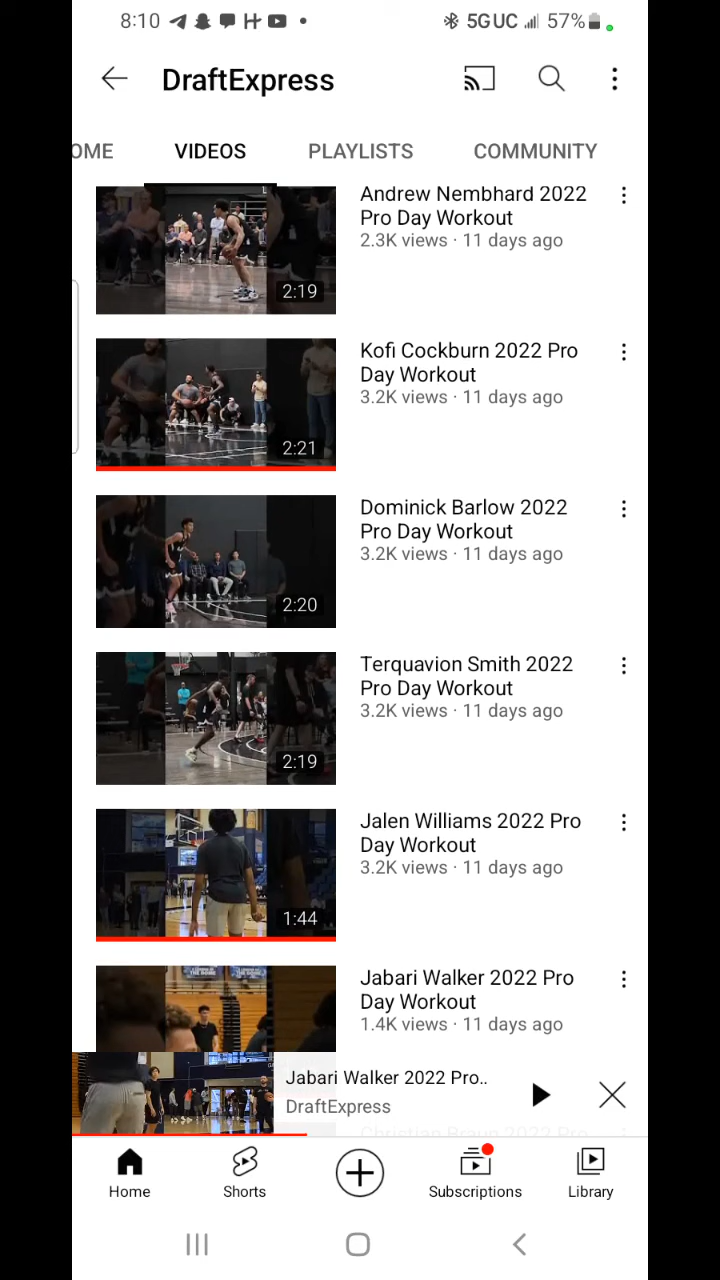 8:10 5G UC 57%
DraftExpress
OME VIDEOS PLAYLISTS COMMUNITY
Andrew Nembhard 2022
Pro Day Workout
2.3K views · 11 days ago
2:19
Kofi Cockburn 2022 Pro
Day Workout
3.2K views · 11 days ago
2:21
Dominick Barlow 2022
Pro Day Workout
3.2K views · 11 days ago
2:20
Terquavion Smith 2022
Pro Day Workout
3.2K views · 11 days ago
2:19
Jalen Williams 2022 Pro
Day Workout
3.2K views · 11 days ago
1:44
Jabari Walker 2022 Pro
Day Workout
1.4K views · 11 days ago
Jabari Walker 2022 Pro..
DraftExpress
Christian Braun 2022 Pro
Home Shorts Subscriptions Library